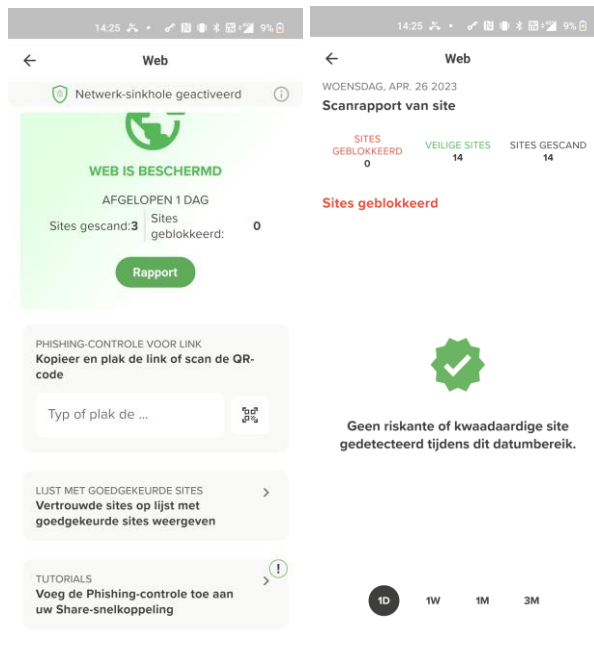 14:25
9%
Web
Netwerk-sinkhole geactiveerd
WEB IS BESCHERMD
AFGELOPEN 1 DAG
Sites gescand:3
Sites
geblokkeerd:
0
Rapport
PHISHING-CONTROLE VOOR LINK
Kopieer en plak de link of scan de QR-
code
Typ of plak de ...
LIJST MET GOEDGEKEURDE SITES
Vertrouwde sites op lijst met
goedgekeurde sites weergeven
TUTORIALS
Voeg de Phishing-controle toe aan
uw Share-snelkoppeling
14:25
9%
Web
WOENSDAG, APR. 26 2023
Scanrapport van site
SITES
GEBLOKKEERD
0
VEILIGE SITES
14
SITES GESCAND
14
Sites geblokkeerd
Geen riskante of kwaadaardige site
gedetecteerd tijdens dit datumbereik.
1D 1W 1M 3M